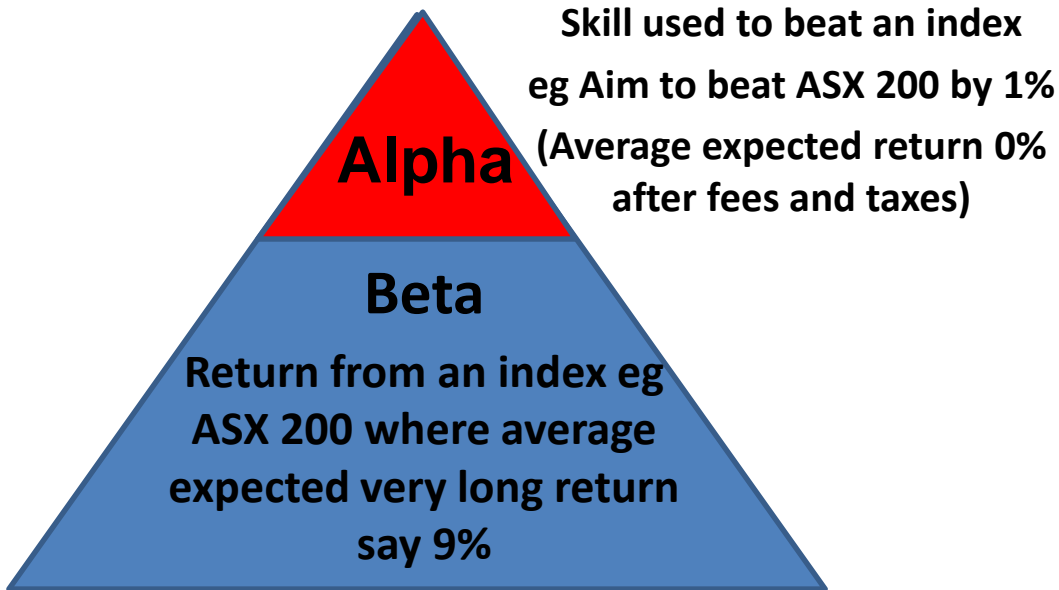 Skill used to beat an index
eg Aim to beat ASX 200 by 1%
(Average expected return 0%
after fees and taxes)
Alpha
Beta
Return from an index eg
ASX 200 where average
expected very long return
say 9%